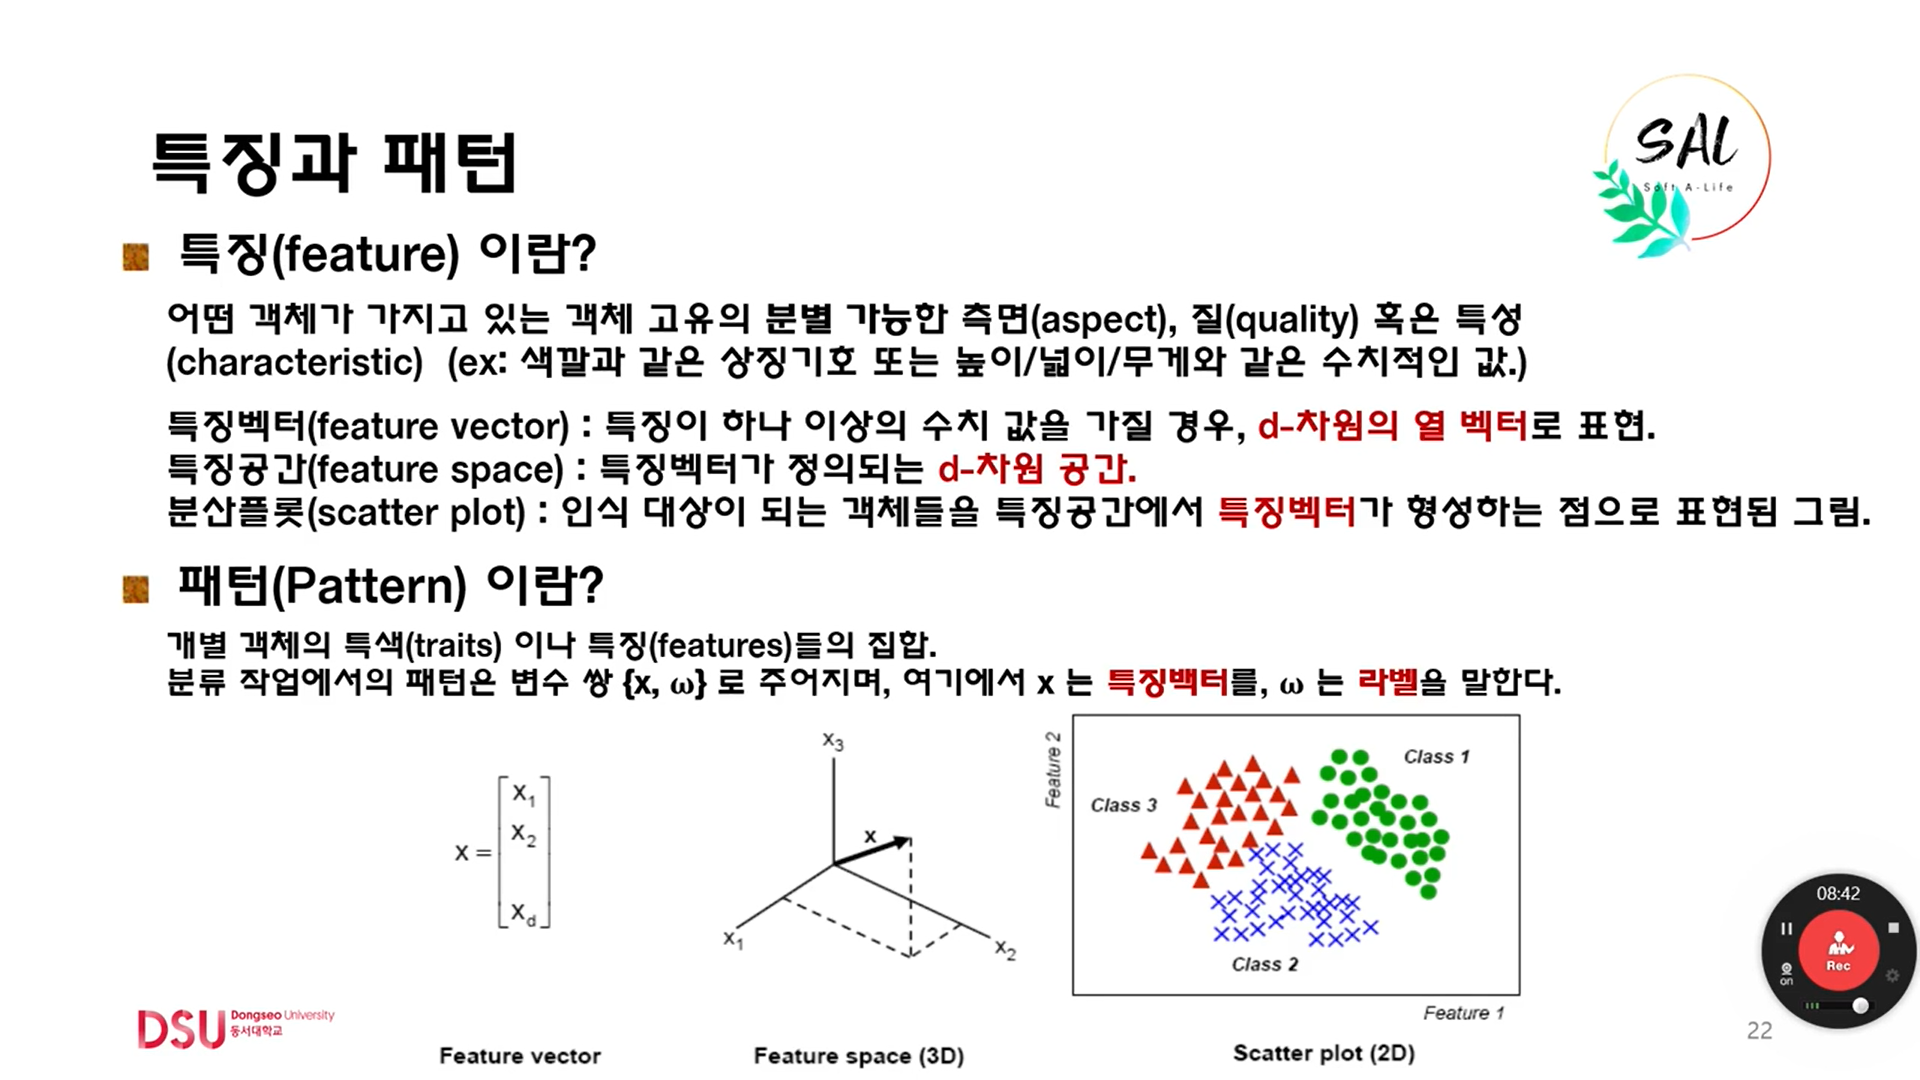 특징과 패턴
SAL
Soft A-Life
특징(feature) 이란?
어떤 객체가 가지고 있는 객체 고유의 분별 가능한 측면(aspect), 질(quality) 혹은 특성
(characteristic) (ex: 색깔과 같은 상징기호 또는 높이/넓이/무게와 같은 수치적인 값.)
특징벡터(feature vector) : 특징이 하나 이상의 수치 값을 가질 경우, d-차원의 열 벡터로 표현.
특징공간(feature space) : 특징벡터가 정의되는 d-차원 공간.
분산플롯(scatter plot) : 인식 대상이 되는 객체들을 특징공간에서 특징벡터가 형성하는 점으로 표현된 그림.
패턴(Pattern) 이란?
개별 객체의 특색(traits) 이나 특징(features)들의 집합.
분류 작업에서의 패턴은 변수 쌍 {x, ω} 로 주어지며, 여기에서 x 는 특징백터를, ω 는 라벨을 말한다.
x =
x1
x2
xd
Feature vector
x3
x
x1
x2
Feature space (3D)
Feature 2
Class 1
Class 3
Class 2
Feature 1
Scatter plot (2D)
DSU Dongseo University
동서대학교
08:42
Rec
on
22